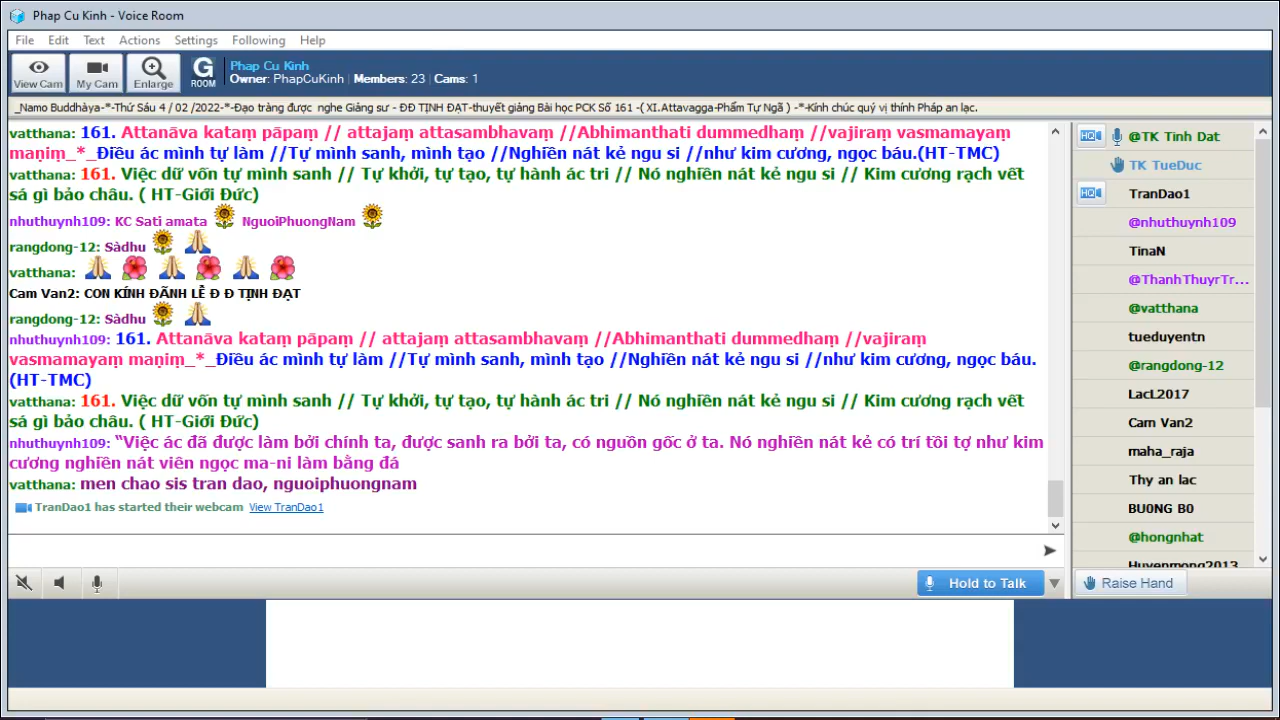 Phap Cu Kinh - Voice Room
File Edit Text Actions Settings Following Help
View Cam My Cam Enlarge G ROOM
Phap Cu Kinh
Owner: PhapCuKinh Members: 23 Cams: 1
_Namo Buddhàya-*-Thứ Sáu 4 / 02 /2022-*-Đạo tràng được nghe Giảng sư - ĐĐ TỊNH ĐẠT-thuyết giảng Bài học PCK Số 161 -( XI.Attavagga-Phẩm Tự Ngã ) -*-Kính chúc quý vị thính Pháp an lạc.
vatthana: 161. Attanāva kataṃ pāpaṃ // attajaṃ attasambhavaṃ //Abhimanthati dummedhaṃ //vajiraṃ vasmamayaṃ
maṇiṃ_*_Điều ác mình tự làm //Tự mình sanh, mình tạo //Nghiền nát kẻ ngu si //như kim cương, ngọc báu.(HT-TMC)
vatthana: 161. Việc dữ vốn tự mình sanh // Tự khởi, tự tạo, tự hành ác tri // Nó nghiền nát kẻ ngu si // Kim cương rạch vết
sá gì bảo châu. ( HT-Giới Đức)
nhuthuynh109: KC Sati amata NguoiPhuongNam
rangdong-12: Sàdhu
vatthana:
Cam Van2: CON KÍNH ĐÃNH LỄ Đ Đ TỊNH ĐẠT
rangdong-12: Sàdhu
nhuthuynh109: 161. Attanāva kataṃ pāpaṃ // attajaṃ attasambhavaṃ //Abhimanthati dummedhaṃ //vajiraṃ
vasmamayaṃ maṇiṃ_*_Điều ác mình tự làm //Tự mình sanh, mình tạo //Nghiền nát kẻ ngu si //như kim cương, ngọc báu.
(HT-TMC)
vatthana: 161. Việc dữ vốn tự mình sanh // Tự khởi, tự tạo, tự hành ác tri // Nó nghiền nát kẻ ngu si // Kim cương rạch vết
sá gì bảo châu. ( HT-Giới Đức)
nhuthuynh109: “Việc ác đã được làm bởi chính ta, được sanh ra bởi ta, có nguồn gốc ở ta. Nó nghiền nát kẻ có trí tồi tợ như kim
cương nghiền nát viên ngọc ma-ni làm bằng đá
vatthana: men chao sis tran dao, nguoiphuongnam
TranDao1 has started their webcam View TranDao1
Hold to Talk
HQ @TK Tinh Dat
TK TueDuc
HQ TranDao1
@nhuthuynh109
TinaN
@ThanhThuyrTr...
@vatthana
tueduyentn
@rangdong-12
LacL2017
Cam Van2
maha_raja
Thy an lac
BU0NG B0
@hongnhat
Huyenmong2013
Raise Hand